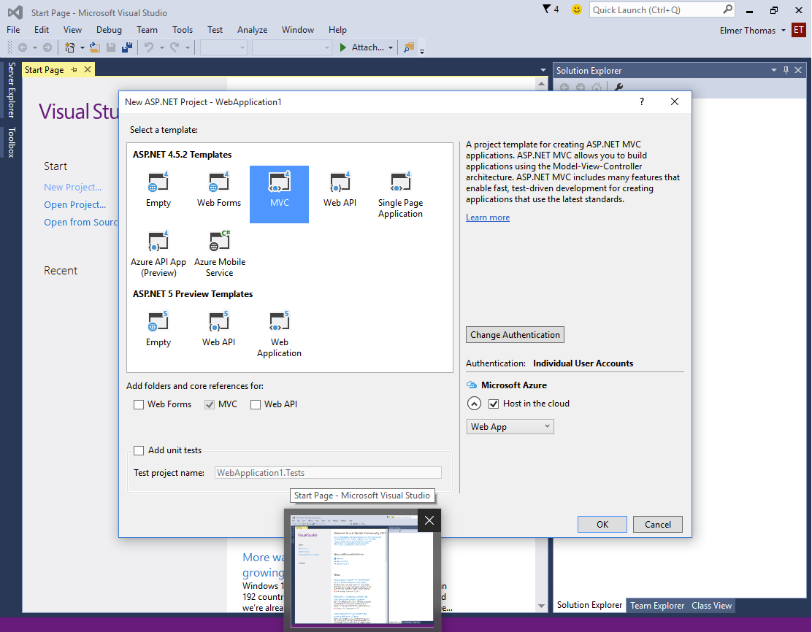 Start Page - Microsoft Visual Studio
4
Quick Launch (Ctrl+Q)
File Edit View Debug Team Tools Test Analyze Window Help
Elmer Thomas
ET
Attach...
Server Explorer
Toolbox
Start Page
Solution Explorer
Visual Stu
Start
New Project...
Open Project...
Open from Sourc
Recent
New ASP.NET Project - WebApplication1
?
Select a template:
ASP.NET 4.5.2 Templates
Empty
Web Forms
MVC
Web API
Single Page
Application
Azure API App
(Preview)
Azure Mobile
Service
ASP.NET 5 Preview Templates
Empty
Web API
Web
Application
A project template for creating ASP.NET MVC
applications. ASP.NET MVC allows you to build
applications using the Model-View-Controller
architecture. ASP.NET MVC includes many features that
enable fast, test-driven development for creating
applications that use the latest standards.
Learn more
Change Authentication
Authentication: Individual User Accounts
Microsoft Azure
Host in the cloud
Web App
Add folders and core references for:
Web Forms MVC Web API
Add unit tests
Test project name: WebApplication1.Tests
Start Page - Microsoft Visual Studio
OK Cancel
More wa
growing
Windows 1
192 countr
we're alrea
n
d
e...
Solution Explorer Team Explorer Class View